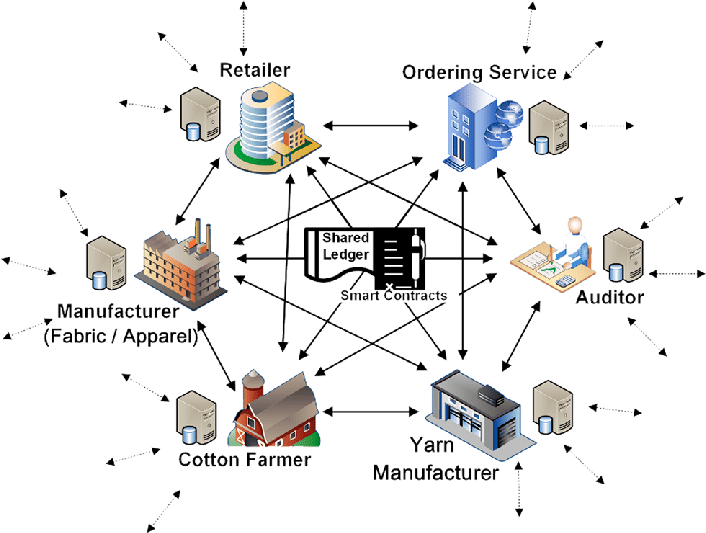 Retailer
Ordering Service
Shared
Ledger
Smart Contracts
Manufacturer
(Fabric / Apparel)
Auditor
Cotton Farmer
Yarn
Manufacturer